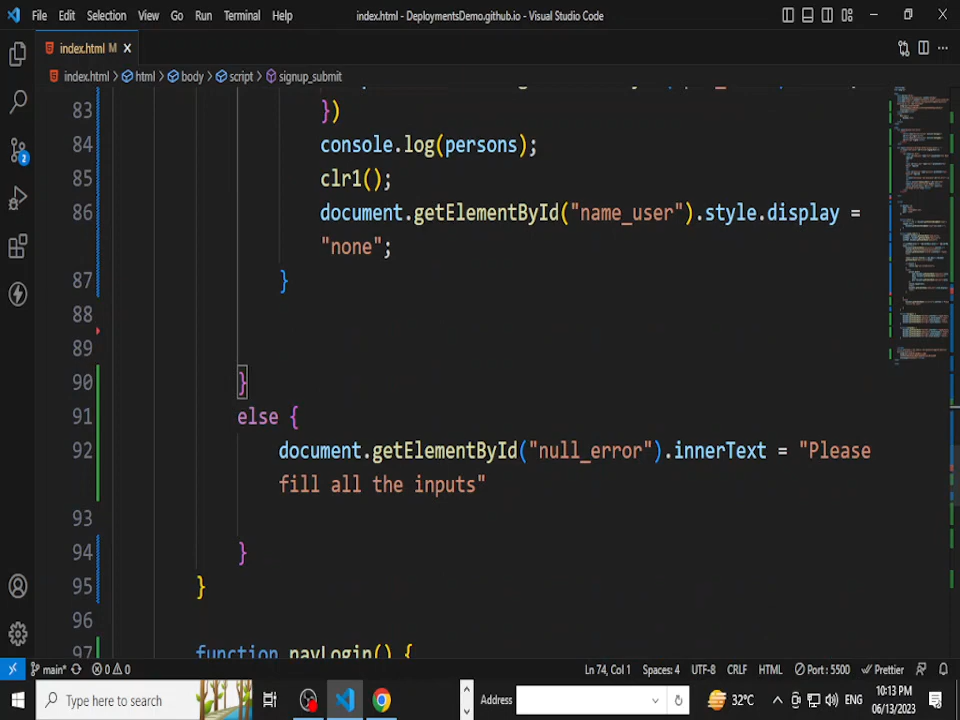 File Edit Selection View Go Run Terminal Help index.html - DeploymentsDemo.github.io - Visual Studio Code
index.html M
index.html > html > body > script > signup_submit
83 })
84 console.log(persons);
85 clr1();
86 document.getElementById("name_user").style.display =
"none";
87 }
88
89
90 }
91 else {
92 document.getElementById("null_error").innerText = "Please
fill all the inputs"
93
94 }
95 }
96
97 function navLogin() {
2
main* 0 0 Ln 74, Col 1 Spaces: 4 UTF-8 CRLF HTML Port : 5500 Prettier
Type here to search Address 32°C ENG 10:13 PM
06/13/2023